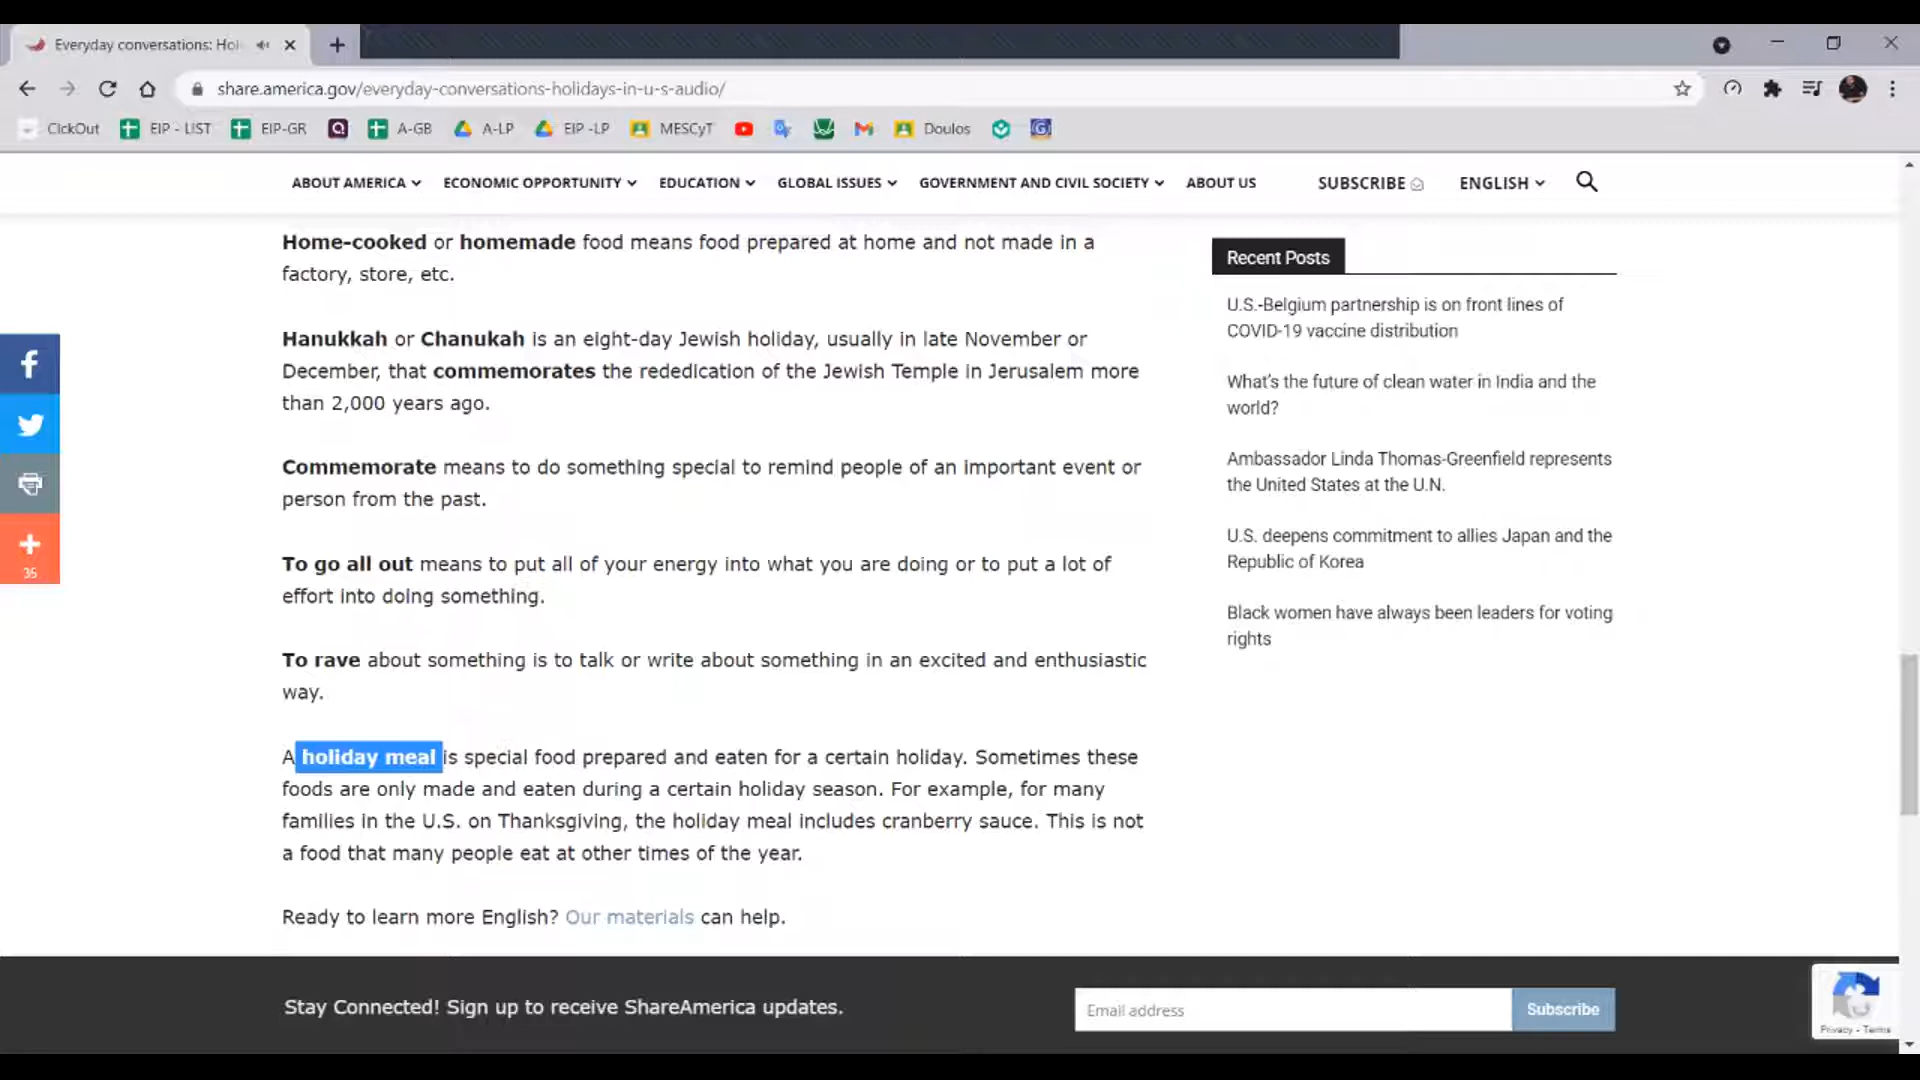 Everyday conversations: Hol
share.america.gov/everyday-conversations-holidays-in-u-s-audio/
ClckOut EIP - LIST EIP-GR A-GB A-LP EIP -LP MESCyT Doulos
ABOUT AMERICA ECONOMIC OPPORTUNITY EDUCATION GLOBAL ISSUES GOVERNMENT AND CIVIL SOCIETY ABOUT US SUBSCRIBE ENGLISH
Home-cooked or homemade food means food prepared at home and not made in a
factory, store, etc.
Hanukkah or Chanukah is an eight-day Jewish holiday, usually in late November or
December, that commemorates the rededication of the Jewish Temple in Jerusalem more
than 2,000 years ago.
Commemorate means to do something special to remind people of an important event or
person from the past.
To go all out means to put all of your energy into what you are doing or to put a lot of
effort into doing something.
To rave about something is to talk or write about something in an excited and enthusiastic
way.
A holiday meal is special food prepared and eaten for a certain holiday. Sometimes these
foods are only made and eaten during a certain holiday season. For example, for many
families in the U.S. on Thanksgiving, the holiday meal includes cranberry sauce. This is not
a food that many people eat at other times of the year.
Ready to learn more English? Our materials can help.
35
Recent Posts
U.S.-Belgium partnership is on front lines of
COVID-19 vaccine distribution
What's the future of clean water in India and the
world?
Ambassador Linda Thomas-Greenfield represents
the United States at the U.N.
U.S. deepens commitment to allies Japan and the
Republic of Korea
Black women have always been leaders for voting
rights
Stay Connected! Sign up to receive ShareAmerica updates.
Email address
Subscribe
Privacy - Terms